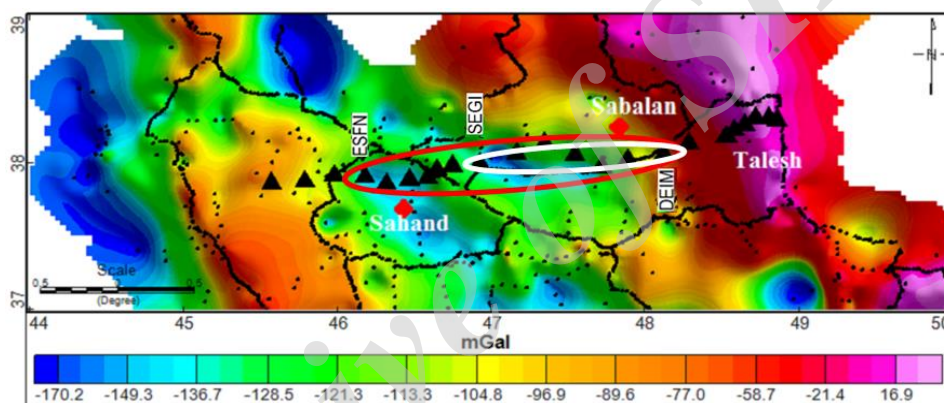 39
38
37
N
Sabalan
SEGI
ESFN
Talesh
DEIM
Sahand
Scale
0.5 0 0.5
(Degree)
44 45 46 47 48 49 50
mGal
-170.2 -149.3 -136.7 -128.5 -121.3 -113.3 -104.8 -96.9 -89.6 -77.0 -58.7 -21.4 16.9
ive of S